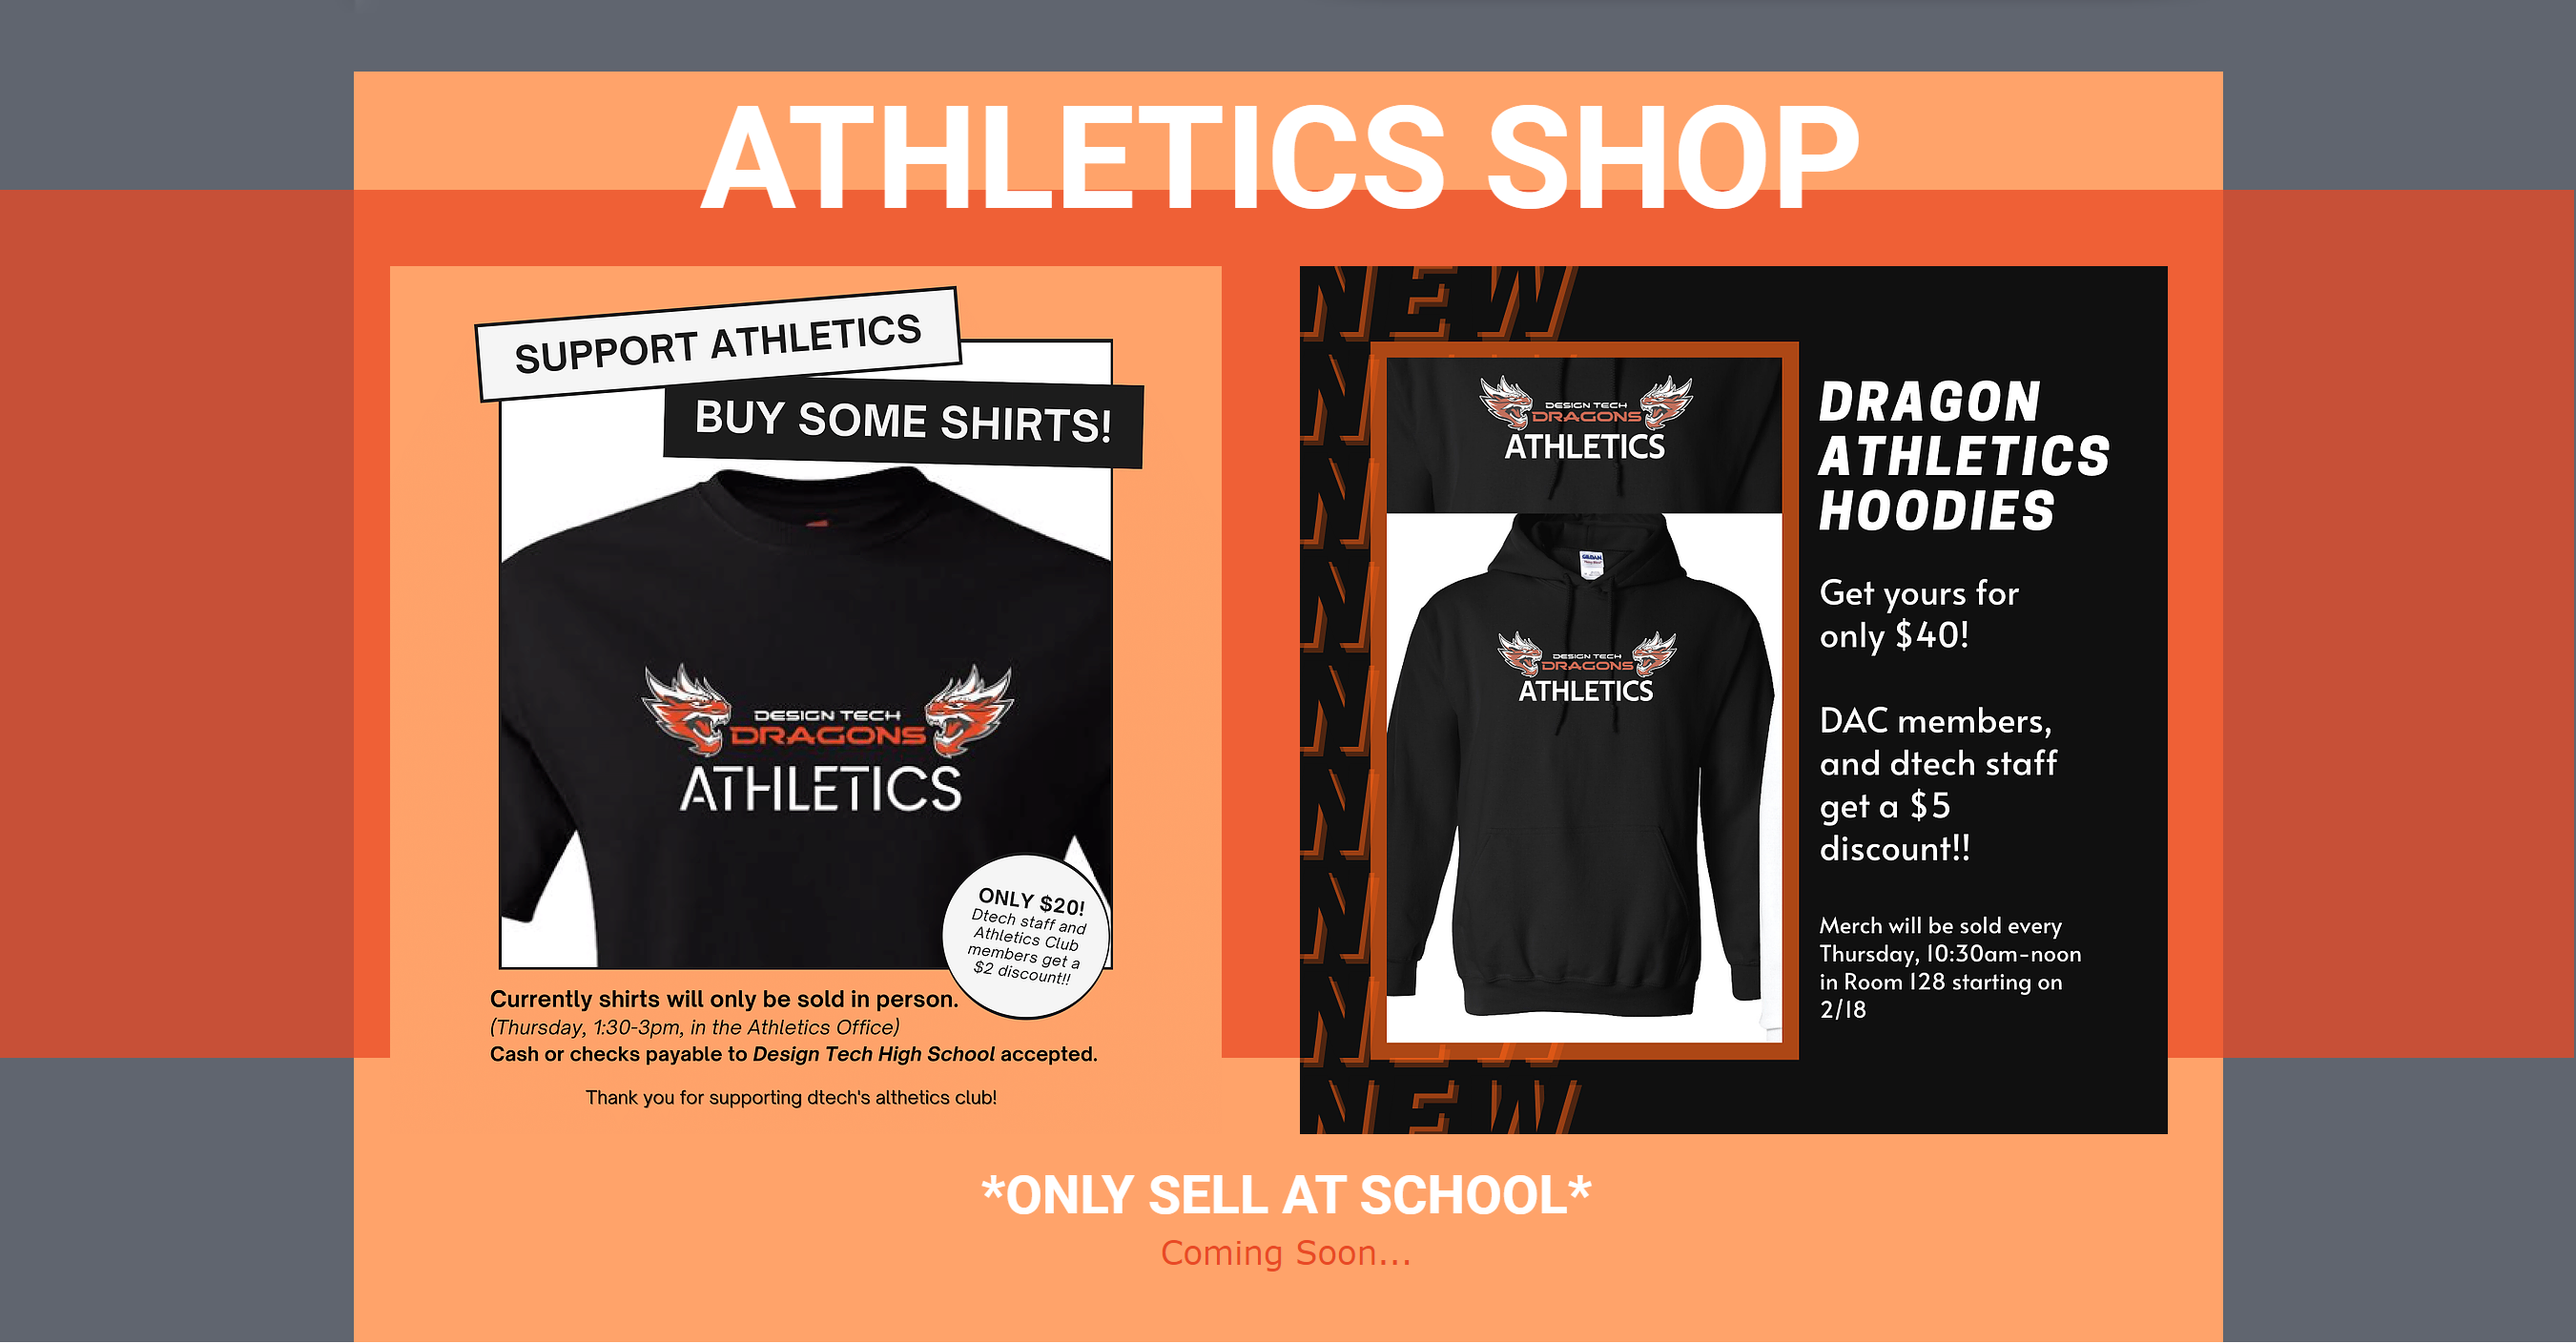 ATHLETICS SHOP
SUPPORT ATHLETICS
BUY SOME SHIRTS!
DESIGN TECH
DRAGONS
ATHLETICS
ONLY $20!
Dtech staff and
Athletics Club
members get a
$2 discount!!
Currently shirts will only be sold in person.
(Thursday, 1:30-3pm, in the Athletics Office)
Cash or checks payable to Design Tech High School accepted.
Thank you for supporting dtech's althetics club!
NEW
N
N
N
N
N
N
NEW
DESIGN TECH
DRAGONS
ATHLETICS
GILDAN
DESIGN TECH
DRAGONS
ATHLETICS
DRAGON
ATHLETICS
HOODIES
Get yours for
only $40!
DAC members,
and dtech staff
get a $5
discount!!
Merch will be sold every
Thursday, 10:30am-noon
in Room 128 starting on
2/18
*ONLY SELL AT SCHOOL*
Coming Soon...